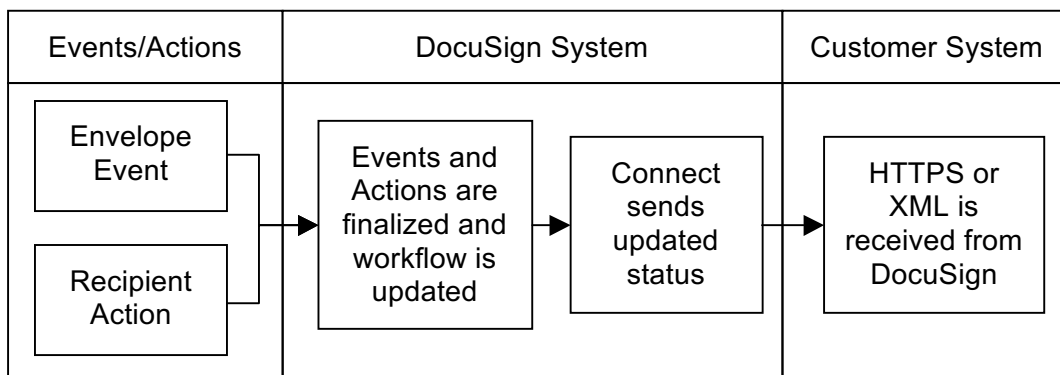 Events/Actions
DocuSign System
Customer System
Envelope
Event
Recipient
Action
Events and
Actions are
finalized and
workflow is
updated
Connect
sends
updated
status
HTTPS or
XML is
received from
DocuSign